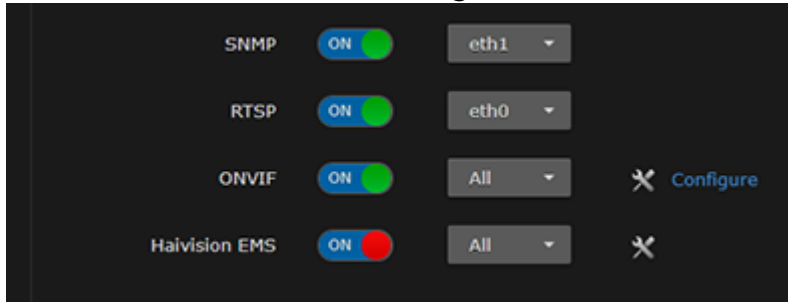 SNMP ON eth1
RTSP ON eth0
ONVIF ON All Configure
Haivision EMS ON All